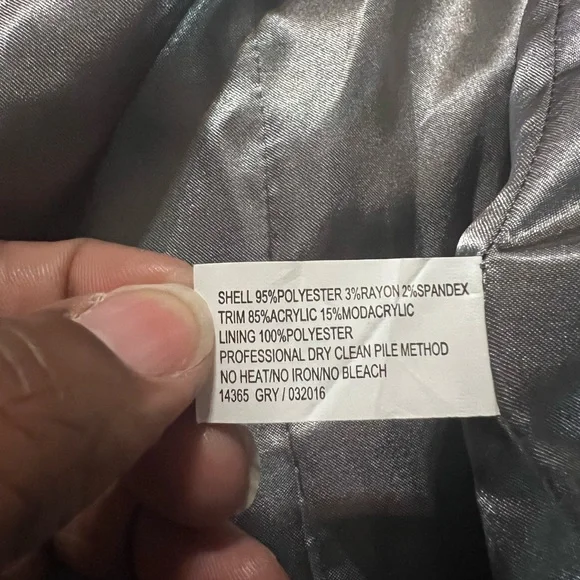 SHELL 95%POLYESTER 3%RAYON 2%SPANDEX
TRIM 85%ACRYLIC 15%MODACRYLIC
LINING 100%POLYESTER
PROFESSIONAL DRY CLEAN PILE METHOD
NO HEAT/NO IRON/NO BLEACH
14365 GRY / 032016